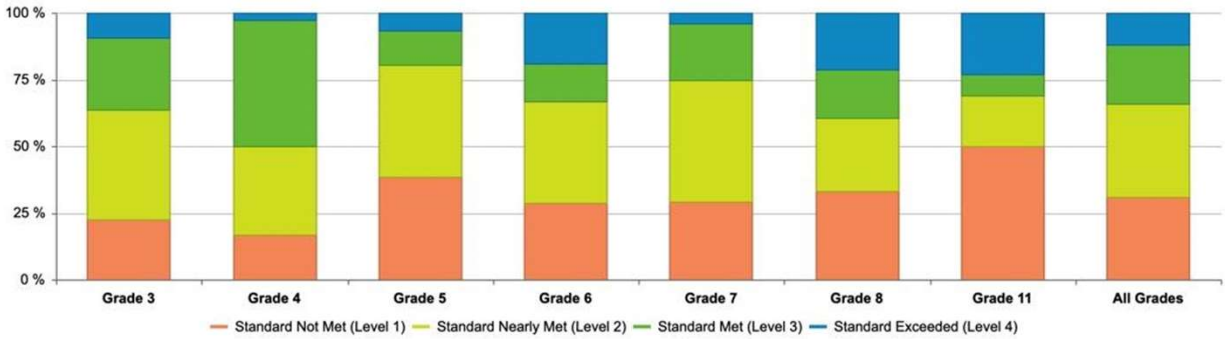 100 %
75 %
50 %
25 %
0 %
Grade 3 Grade 4 Grade 5 Grade 6 Grade 7 Grade 8 Grade 11 All Grades
Standard Not Met (Level 1) Standard Nearly Met (Level 2) Standard Met (Level 3) Standard Exceeded (Level 4)